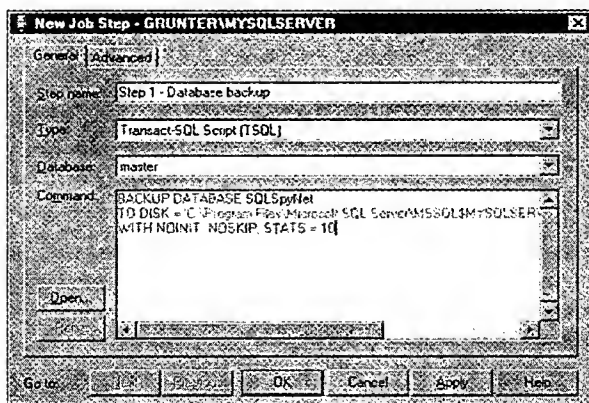 New Job Step - GRUNTER\MYSQLSERVER
General Advanced
Step name: Step 1 - Database backup
Type: Transact-SQL Script (TSQL)
Database: master
Command: BACKUP DATABASE SQLSpyNet
TO DISK = 'C:\Program Files\Microsoft SQL Server\MSSQL$MYSQLSER
WITH NOINIT, NOSKIP, STATS = 10
Open...
Go to: OK Cancel Apply Help